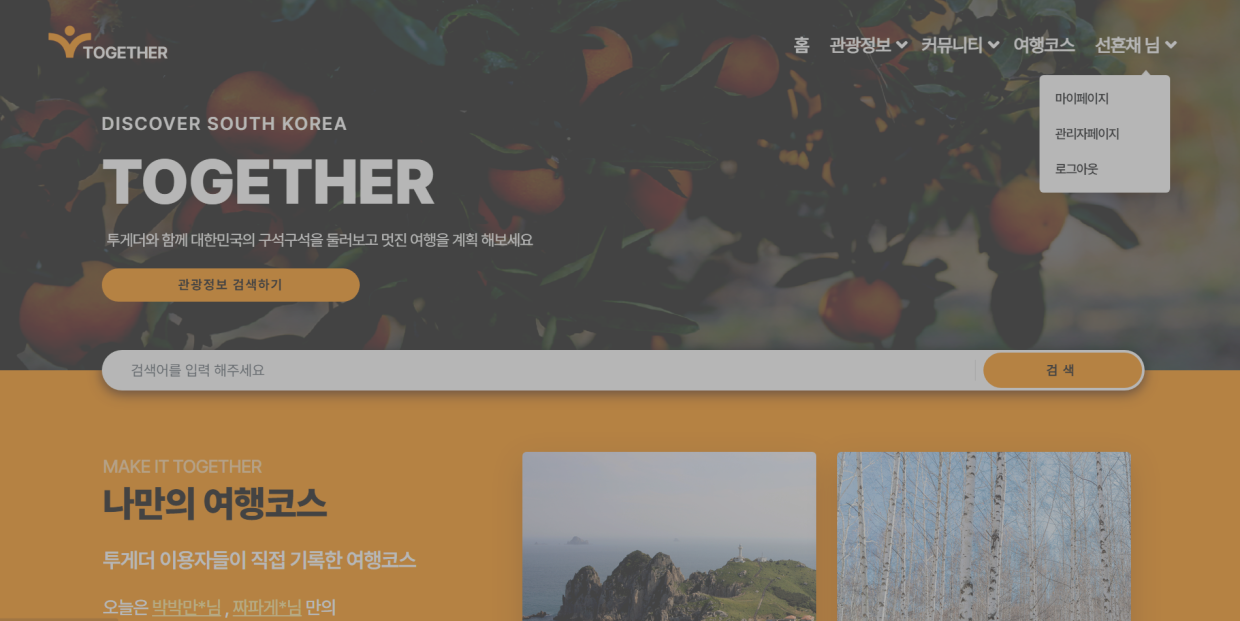 TOGETHER
홈 관광정보 커뮤니티 여행코스 선훈채 님
마이페이지
관리자페이지
로그아웃
DISCOVER SOUTH KOREA
TOGETHER
투게더와 함께 대한민국의 구석구석을 둘러보고 멋진 여행을 계획 해보세요
관광정보 검색하기
검색어를 입력 해주세요
검 색
MAKE IT TOGETHER
나만의 여행코스
투게더 이용자들이 직접 기록한 여행코스
오늘은 박박만*님 , 짜파게*님 만의